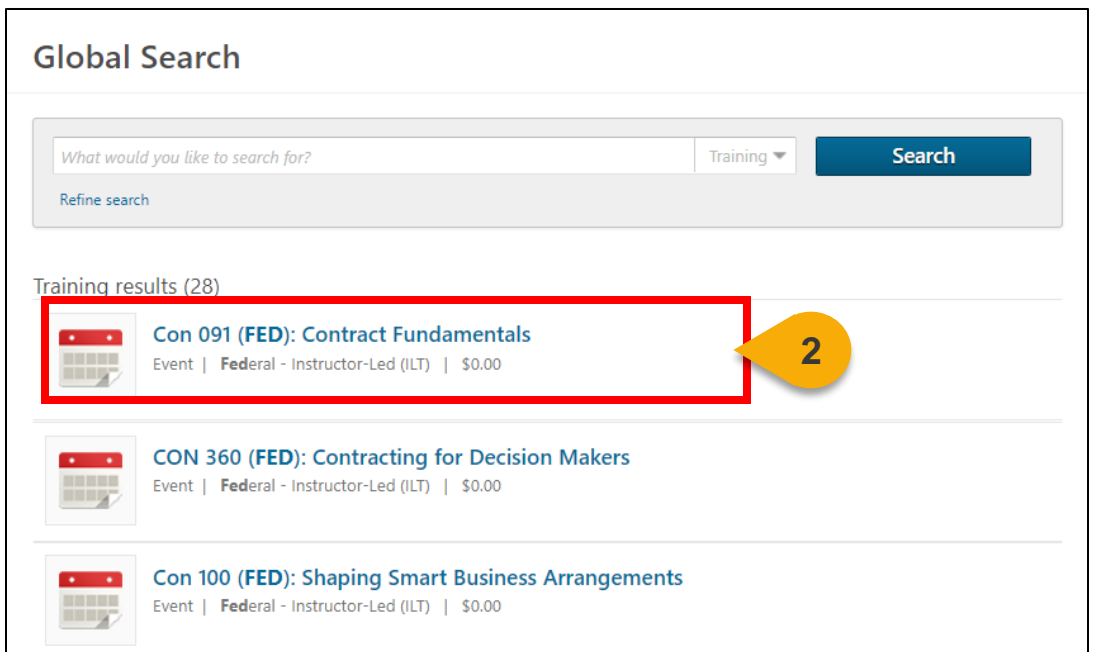 Global Search
What would you like to search for?
Training
Search
Refine search
Training results (28)
Con 091 (FED): Contract Fundamentals
Event | Federal - Instructor-Led (ILT) | $0.00
2
CON 360 (FED): Contracting for Decision Makers
Event | Federal - Instructor-Led (ILT) | $0.00
Con 100 (FED): Shaping Smart Business Arrangements
Event | Federal - Instructor-Led (ILT) | $0.00